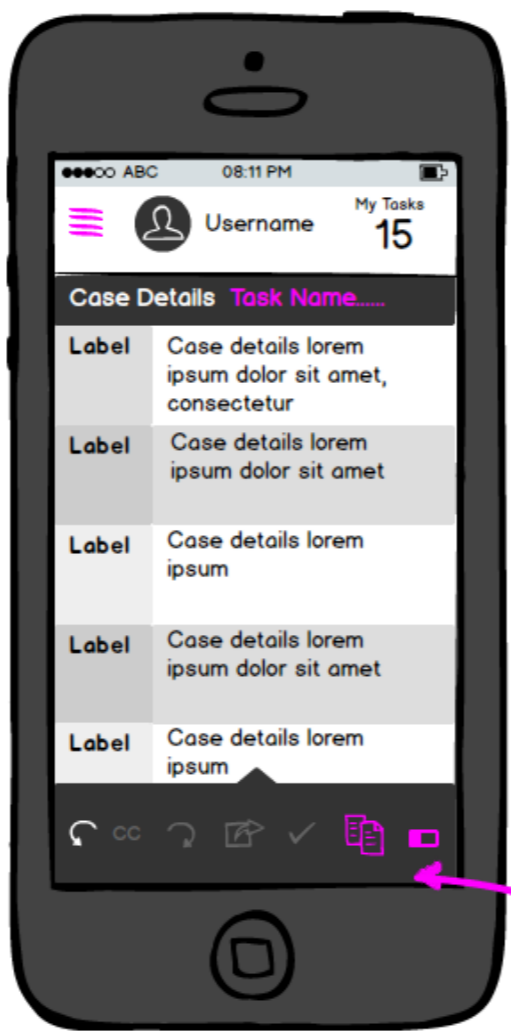 ABC 08:11 PM
My Tasks
Username 15
Case Details Task Name......
Label Case details lorem
ipsum dolor sit amet,
consectetur
Label Case details lorem
ipsum dolor sit amet
Label Case details lorem
ipsum
Label Case details lorem
ipsum dolor sit amet
Label Case details lorem
ipsum
CC